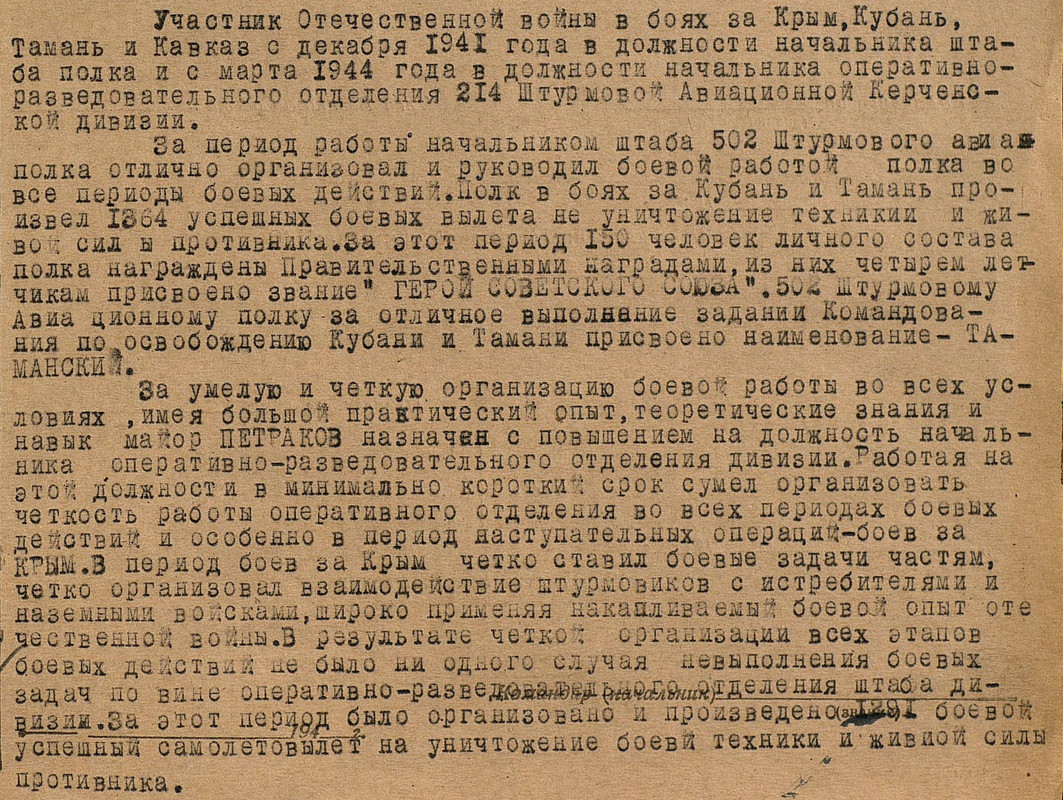 Участник Отечественной войны в боях за Крым,Кубань,
Тамань и Кавказ с декабря 1941 года в должности начальника шта-
ба полка и с марта 1944 года в должности начальника оперативно-
разведовательного отделения 214 Штурмовой Авиационной Керченс-
кой дивизии.
За период работы начальником штаба 502 Штурмового авиа
полка отлично организовал и руководил боевой работой полка во
все периоды боевых действий.Полк в боях за Кубань и Тамань про-
извел 1364 успешных боевых вылета не уничтожение техникии и жи-
вой сил ы противника.За этот период 150 человек личного состава
полка награждены Правительственными наградами,из них четырем лет-
чикам присвоено звание" ГЕРОЙ СОВЕТСКОГО СОЮЗА".502 Штурмовому
Авиа ционному полку за отличное выполнание задании Командова-
ния по освобождению Кубани и Тамани присвоено наименование- ТА-
МАНСКИЙ.
За умелую и четкую организацию боевой работы во всех ус-
ловиях ,имея большой практический опыт,теоретические знания и
навык майор ПЕТРАКОВ назначен с повышением на должность началь-
ника оперативно-разведовательного отделения дивизии.Работая на
этой должности в минимально короткий срок сумел организовать
четкость работы оперативного отделения во всех периодах боевых
действий и особенно в период наступательных операций-боев за
КРЫМ.В период боев за Крым четко ставил боевые задачи частям,
четко организовал взаимодействие штурмовиков с истребителями и
наземными войсками,широко применяя накапливаемый боевой опыт оте
чественной войны.В результате четкой организации всех этапов
боевых действий не было ни одного случая невыполнения боевых
задач по вине оперативно-разведовательного отделения штаба ди-
Командир (начальник)
визии.За этот период было организовано и произведено 1291 боевой
194 г.
успешный самолетовылет на уничтожение боевй техники и живной силы
противника.